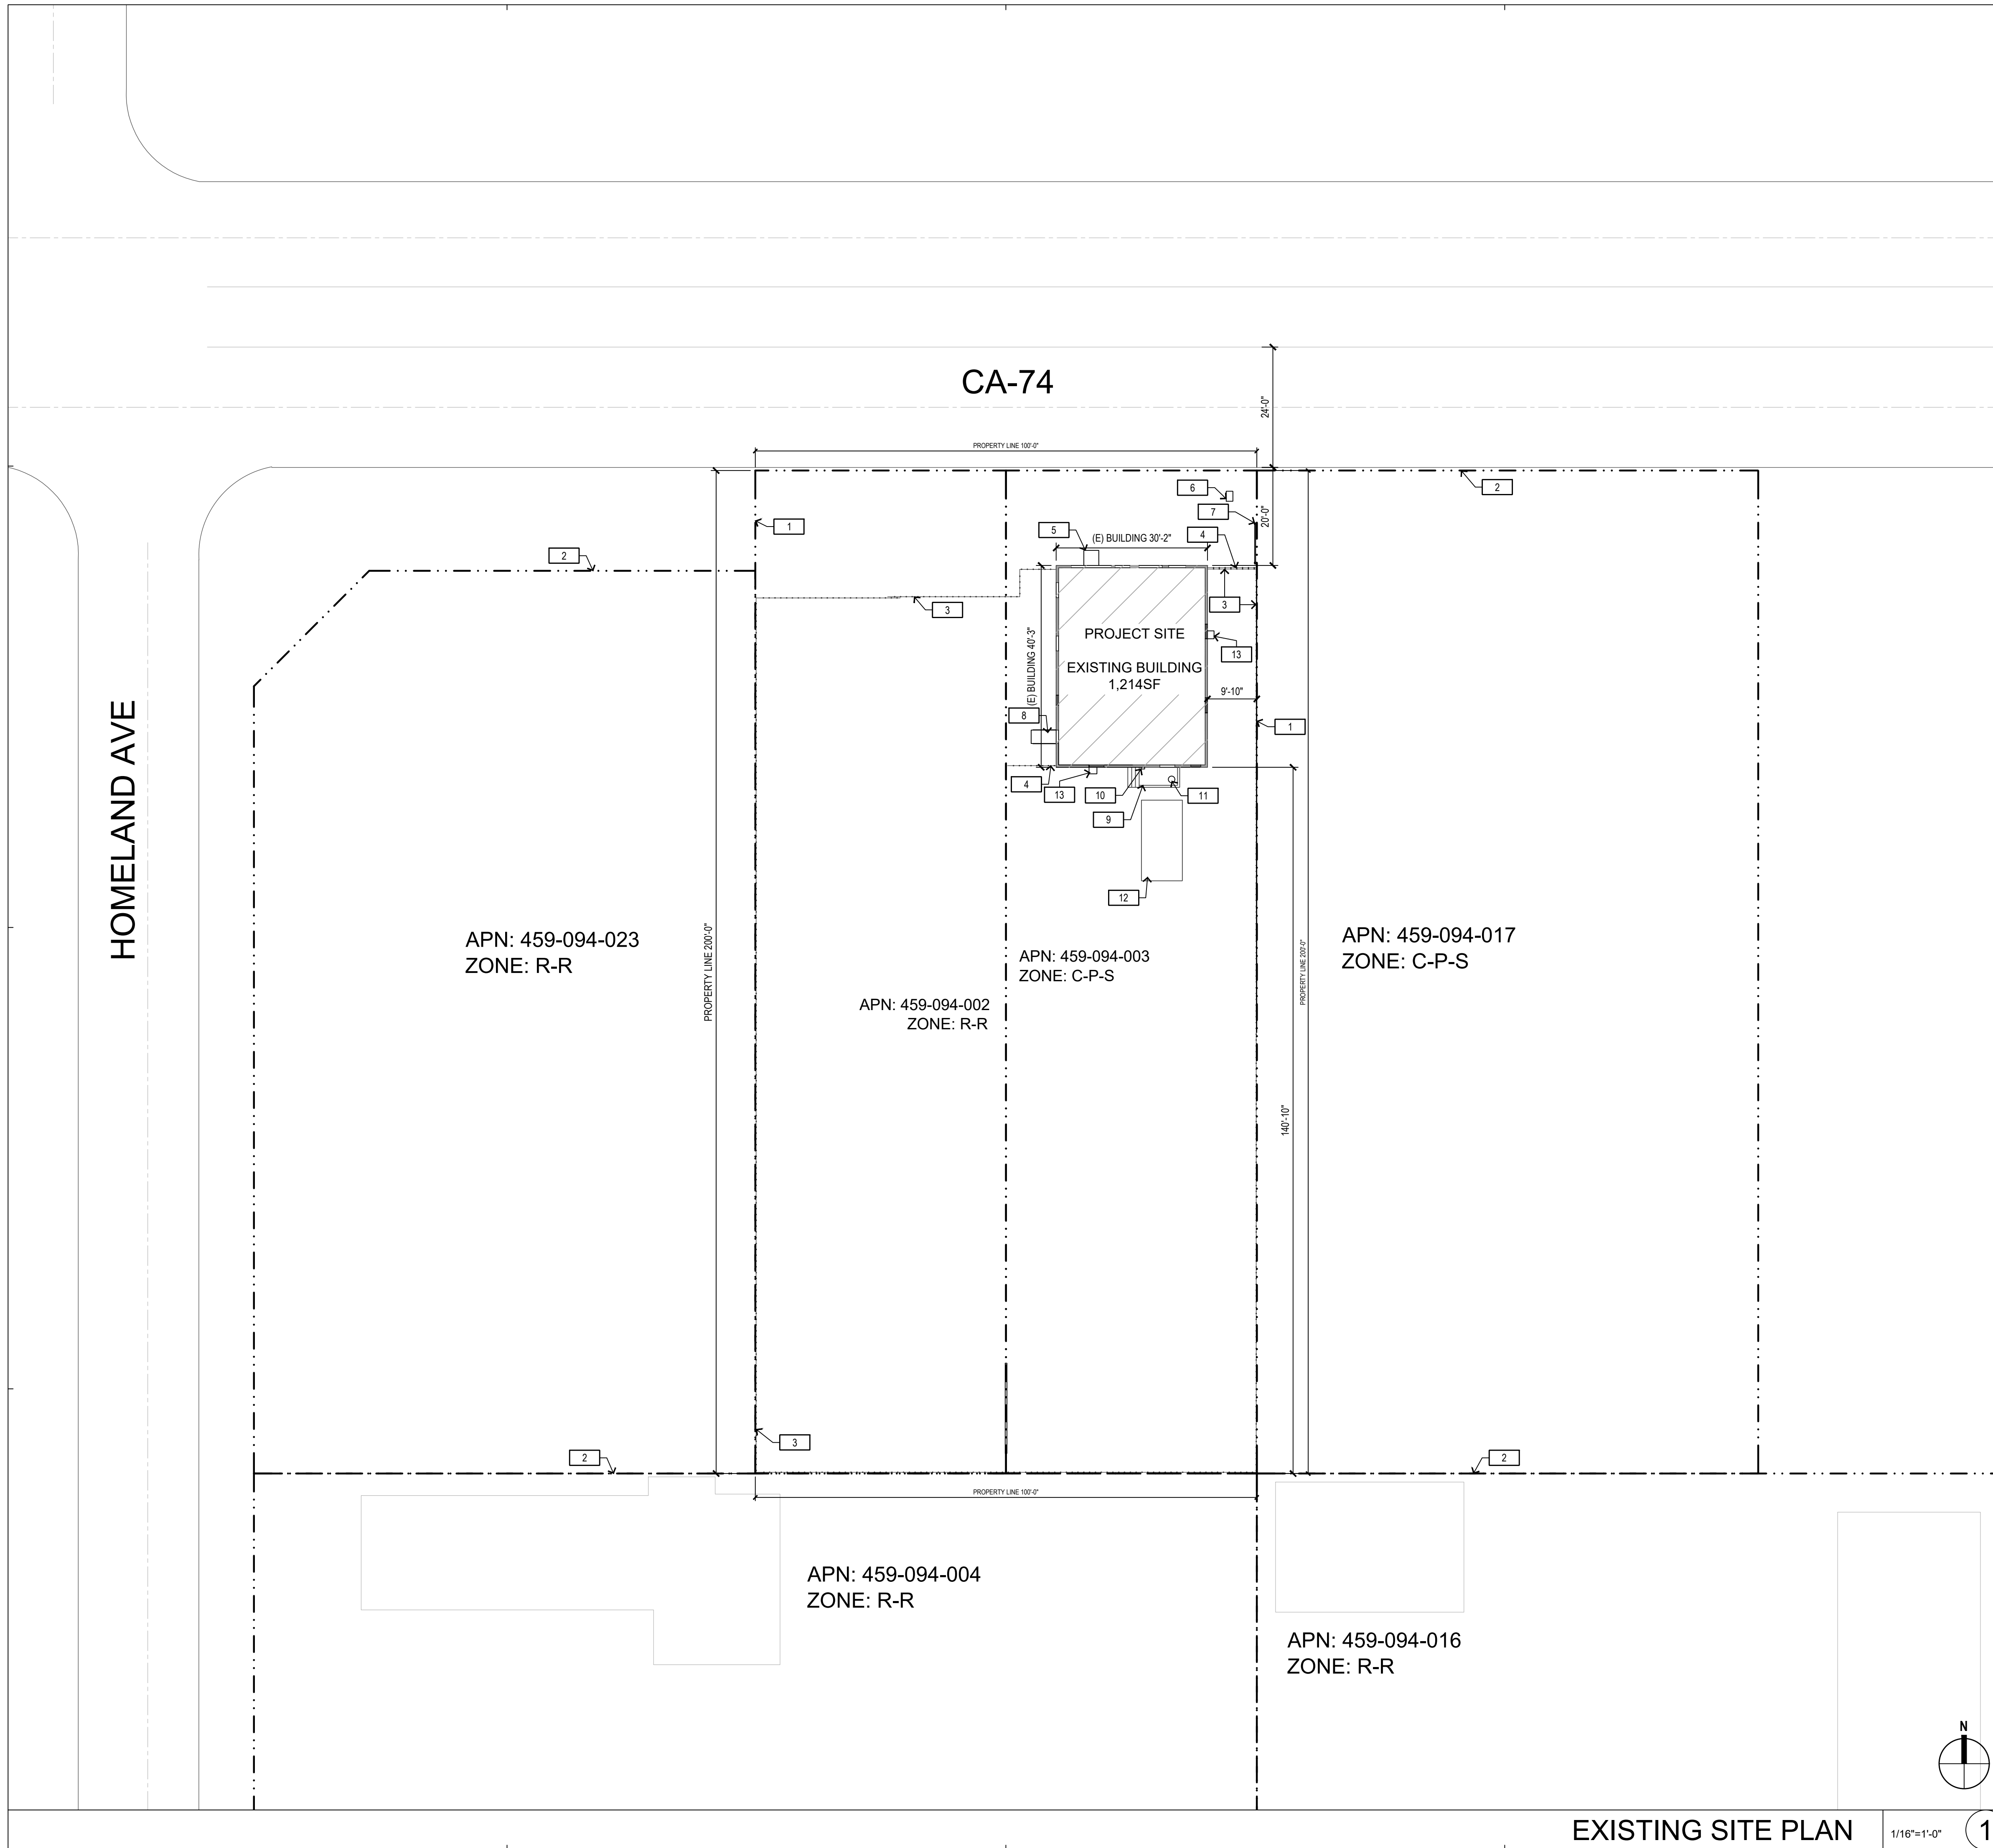 CA-74
24'-0"
PROPERTY LINE 100'-0"
6
2
7
20'-0"
1
5
4
(E) BUILDING 30'-2"
2
3
3
(E) BUILDING 40'-3"
PROJECT SITE
13
EXISTING BUILDING
1,214SF
9'-10"
8
1
HOMELAND AVE
4
13
10
11
9
12
APN: 459-094-023
ZONE: R-R
PROPERTY LINE 200'-0"
APN: 459-094-003
ZONE: C-P-S
APN: 459-094-002
ZONE: R-R
PROPERTY LINE 200'-0"
APN: 459-094-017
ZONE: C-P-S
140'-10"
3
2
2
PROPERTY LINE 100'-0"
APN: 459-094-004
ZONE: R-R
APN: 459-094-016
ZONE: R-R
N
EXISTING SITE PLAN
1/16"=1'-0"
1